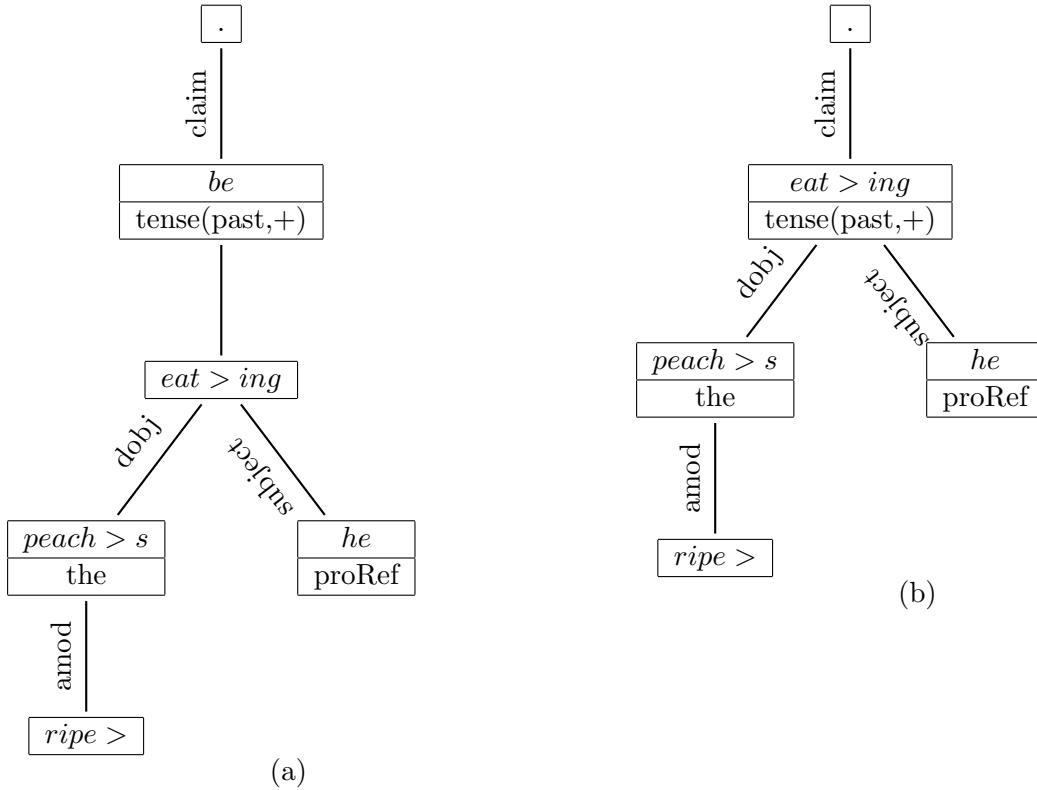 .
claim
be
tense(past,+)
eat > ing
dobj
subject
peach > s
the
he
proRef
amod
ripe >
(a)
.
claim
eat > ing
tense(past,+)
dobj
subject
peach > s
the
he
proRef
amod
ripe >
(b)